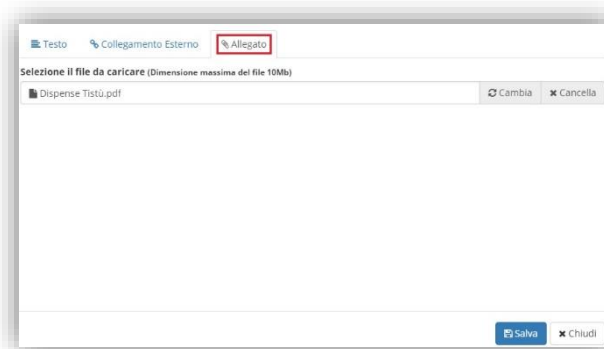 Testo Collegamento Esterno Allegato
Selezione il file da caricare (Dimensione massima del file 10Mb)
Dispense Tistù.pdf Cambia Cancella
Salva Chiudi